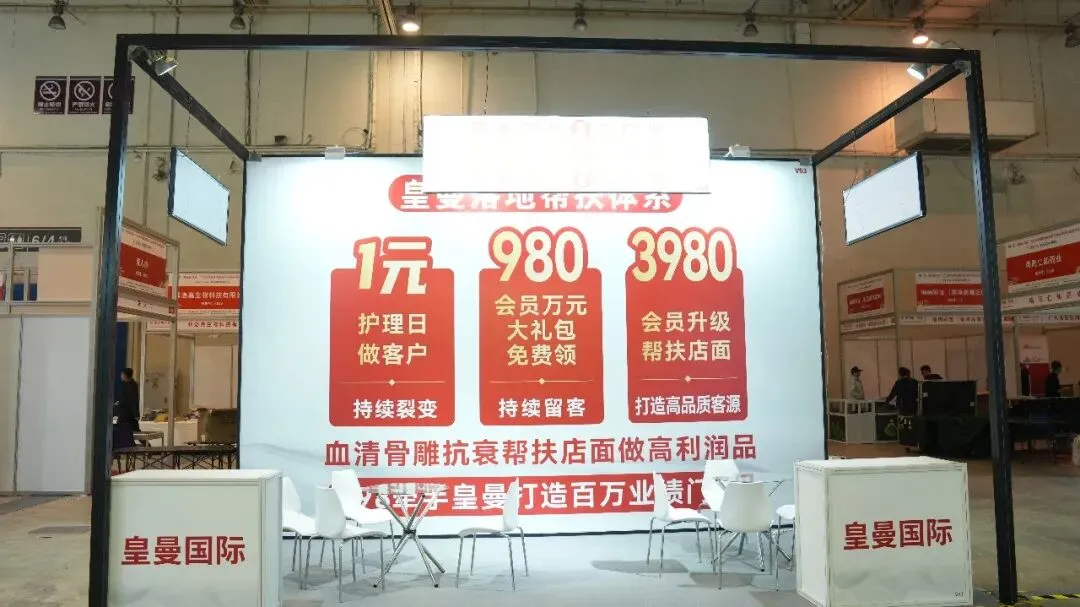 皇曼落地帮扶体系
1元
护理日
做客户
持续裂变
980
会员万元
大礼包
免费领
持续留客
3980
会员升级
帮扶店面
打造高品质客源
血清骨雕抗衰帮扶店面做高利润品
牵手皇曼打造百万业绩门
皇曼国际
皇曼国际